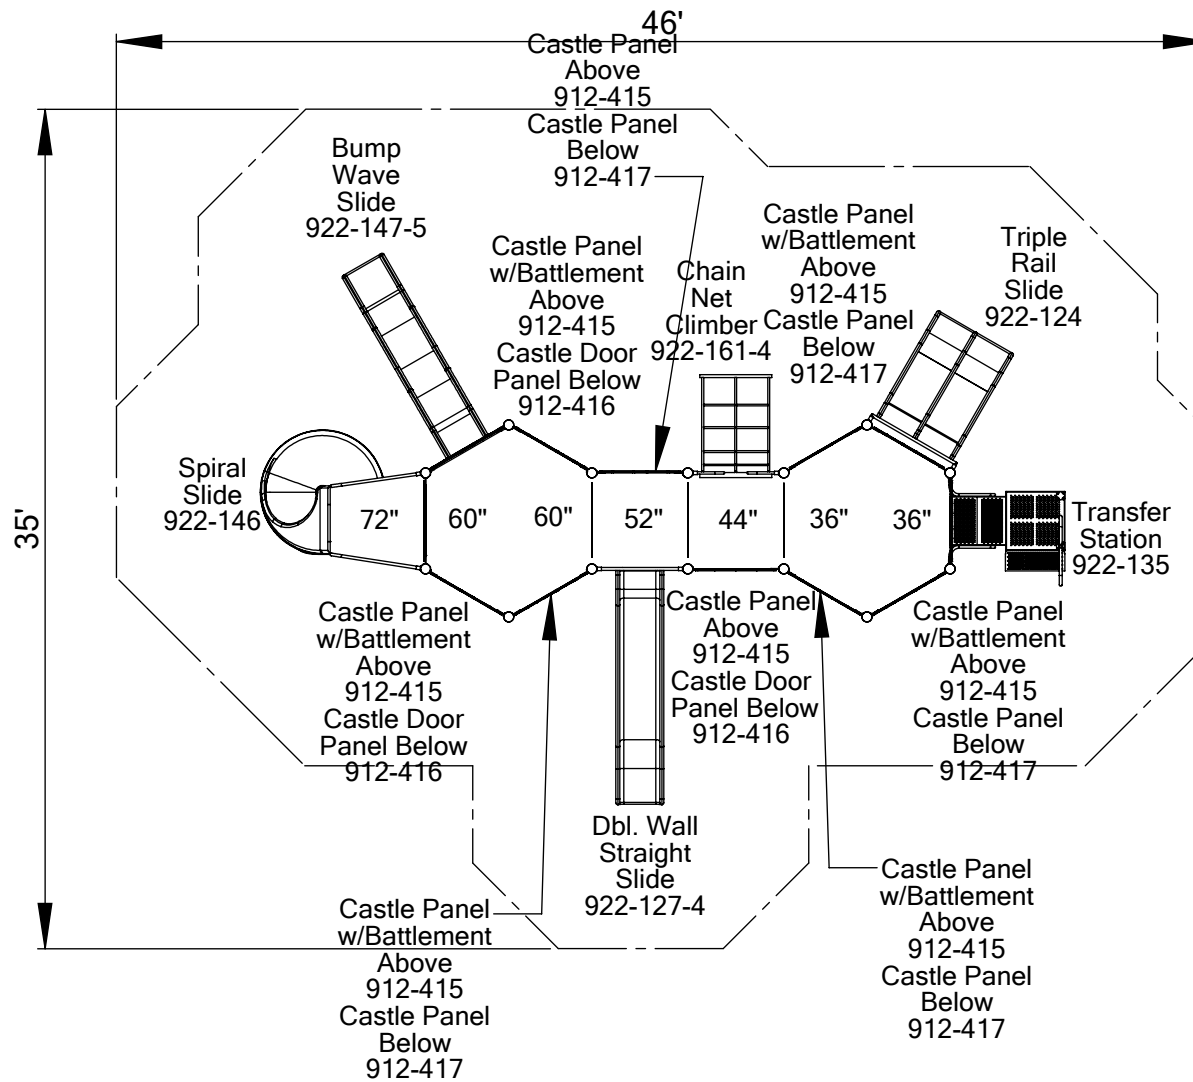 46'
Castle Panel
Above
912-415
Castle Panel
Below
912-417
Bump
Wave
Slide
922-147-5
Castle Panel
w/Battlement
Above
912-415
Castle Door
Panel Below
912-416
Chain
Net
Climber
922-161-4
Castle Panel
w/Battlement
Above
912-415
Castle Panel
Below
912-417
Triple
Rail
Slide
922-124
35'
Spiral
Slide
922-146
72"
60"
60"
52"
44"
36"
36"
Transfer
Station
922-135
Castle Panel
w/Battlement
Above
912-415
Castle Door
Panel Below
912-416
Castle Panel
Above
912-415
Castle Door
Panel Below
912-416
Castle Panel
w/Battlement
Above
912-415
Castle Panel
Below
912-417
Dbl. Wall
Straight
Slide
922-127-4
Castle Panel
w/Battlement
Above
912-415
Castle Panel
Below
912-417
Castle Panel
w/Battlement
Above
912-415
Castle Panel
Below
912-417